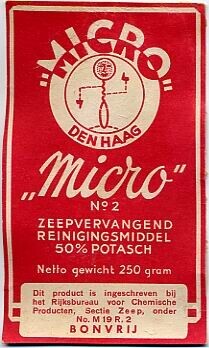 "MICRO"
DEN HAAG
„Micro"
No 2
ZEEPVERVANGEND
REINIGINGSMIDDEL
50% POTASCH
Netto gewicht 250 gram
Dit product is ingeschreven bij
het Rijksbureau voor Chemische
Producten, Sectie Zeep, onder
No. M 19 R. 2
BONVRIJ